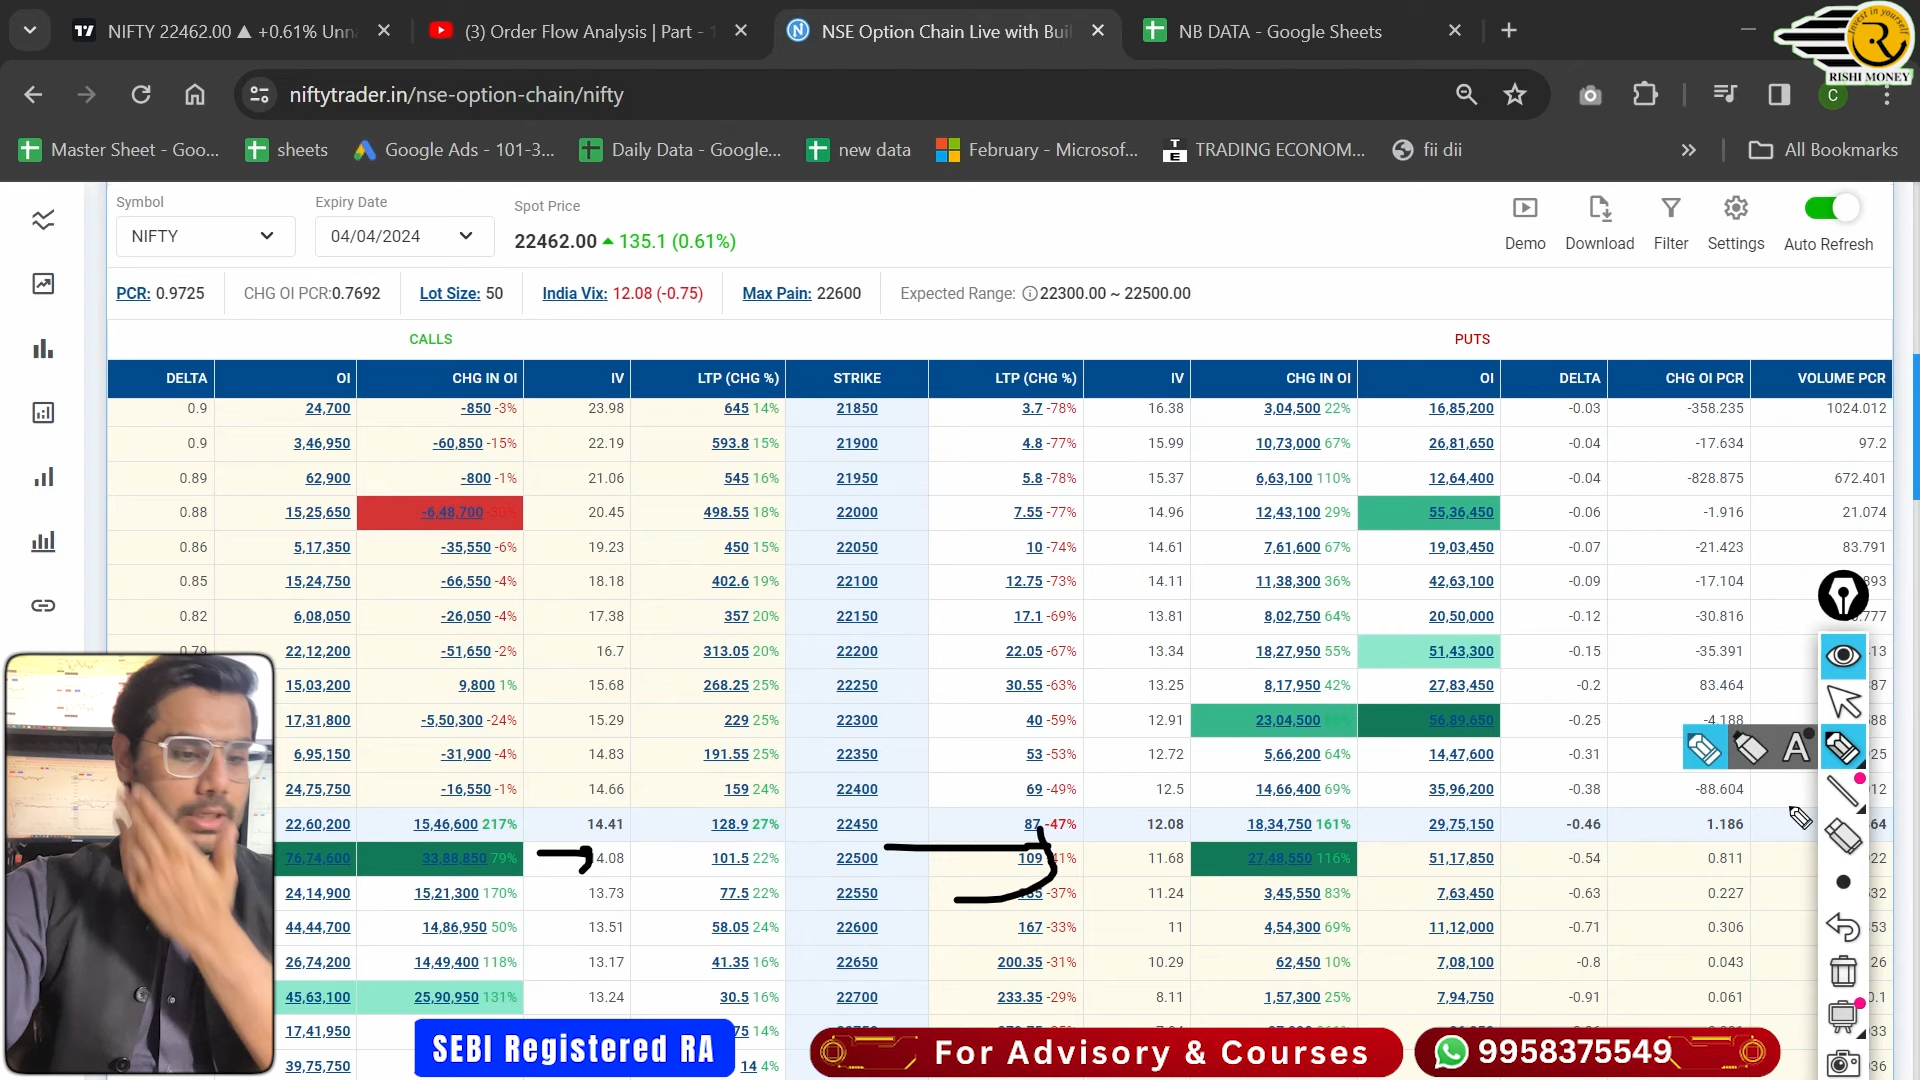 NIFTY 22462.00 ▲ +0.61% Unn
(3) Order Flow Analysis | Part -
NSE Option Chain Live with Buil
NB DATA - Google Sheets
RISHI MONEY
niftytrader.in/nse-option-chain/nifty
C
Master Sheet - Goo...
sheets
Google Ads - 101-3...
Daily Data - Google...
new data
February - Microsof...
TRADING ECONOM...
fii dii
All Bookmarks
Symbol
Expiry Date
Spot Price
NIFTY
04/04/2024
22462.00 135.1 (0.61%)
Demo
Download
Filter
Settings
Auto Refresh
PCR: 0.9725
CHG OI PCR:0.7692
Lot Size: 50
India Vix: 12.08 (-0.75)
Max Pain: 22600
Expected Range: 22300.00 ~ 22500.00
CALLS PUTS
DELTA OI CHG IN OI IV LTP (CHG %) STRIKE LTP (CHG %) IV CHG IN OI OI DELTA CHG OI PCR VOLUME PCR
0.9 24,700 -850 -3% 23.98 645 14% 21850 3.7 -78% 16.38 3,04,500 22% 16,85,200 -0.03 -358.235 1024.012
0.9 3,46,950 -60,850 -15% 22.19 593.8 15% 21900 4.8 -77% 15.99 10,73,000 67% 26,81,650 -0.04 -17.634 97.2
0.89 62,900 -800 -1% 21.06 545 16% 21950 5.8 -78% 15.37 6,63,100 110% 12,64,400 -0.04 -828.875 672.401
0.88 15,25,650 -6,48,700 20.45 498.55 18% 22000 7.55 -77% 14.96 12,43,100 29% 55,36,450 -0.06 -1.916 21.074
0.86 5,17,350 -35,550 -6% 19.23 450 15% 22050 10 -74% 14.61 7,61,600 67% 19,03,450 -0.07 -21.423 83.791
0.85 15,24,750 -66,550 -4% 18.18 402.6 19% 22100 12.75 -73% 14.11 11,38,300 36% 42,63,100 -0.09 -17.104 893
0.82 6,08,050 -26,050 -4% 17.38 357 20% 22150 17.1 -69% 13.81 8,02,750 64% 20,50,000 -0.12 -30.816 .777
0.79 22,12,200 -51,650 -2% 16.7 313.05 20% 22200 22.05 -67% 13.34 18,27,950 55% 51,43,300 -0.15 -35.391 13
15,03,200 9,800 1% 15.68 268.25 25% 22250 30.55 -63% 13.25 8,17,950 42% 27,83,450 -0.2 83.464 87
17,31,800 -5,50,300 -24% 15.29 229 25% 22300 40 -59% 12.91 23,04,500 56,89,650 -0.25 -4.188 88
6,95,150 -31,900 -4% 14.83 191.55 25% 22350 53 -53% 12.72 5,66,200 64% 14,47,600 -0.31 25
24,75,750 -16,550 -1% 14.66 159 24% 22400 69 -49% 12.5 14,66,400 69% 35,96,200 -0.38 -88.604 12
22,60,200 15,46,600 217% 14.41 128.9 27% 22450 87 -47% 12.08 18,34,750 161% 29,75,150 -0.46 1.186 64
76,74,600 33,88,850 79% 4.08 101.5 22% 22500 109 41% 11.68 27,48,550 116% 51,17,850 -0.54 0.811 22
24,14,900 15,21,300 170% 13.73 77.5 22% 22550 -37% 11.24 3,45,550 83% 7,63,450 -0.63 0.227 32
44,44,700 14,86,950 50% 13.51 58.05 24% 22600 167 -33% 11 4,54,300 69% 11,12,000 -0.71 0.306 53
26,74,200 14,49,400 118% 13.17 41.35 16% 22650 200.35 -31% 10.29 62,450 10% 7,08,100 -0.8 0.043 26
45,63,100 25,90,950 131% 13.24 30.5 16% 22700 233.35 -29% 8.11 1,57,300 25% 7,94,750 -0.91 0.061 0.1
17,41,950 75 14% 33
39,75,750 14 4% 36
A
SEBI Registered RA
For Advisory & Courses
9958375549